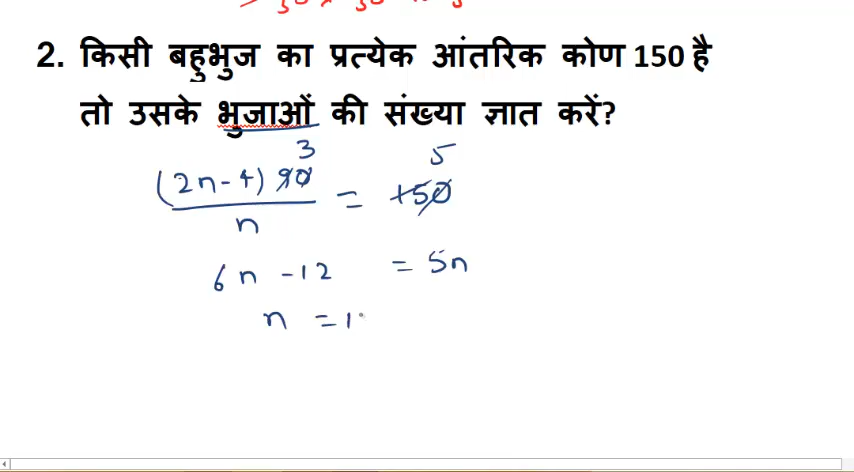 2. किसी बहुभुज का प्रत्येक आंतरिक कोण 150 है
तो उसके भुजाओं की संख्या ज्ञात करें?
3 5
(2n-4) 90 = 150
n
6n - 12 = 5n
n = 1